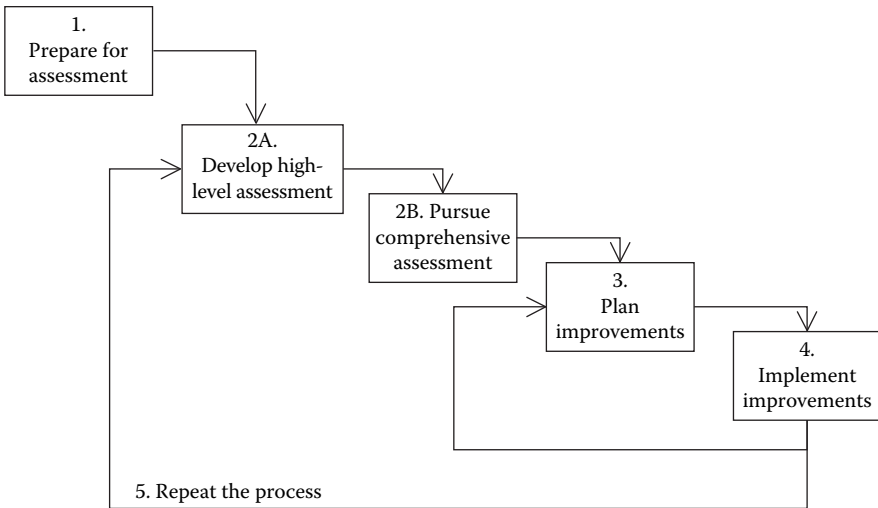 1.
Prepare for
assessment
2A.
Develop high-
level assessment
2B. Pursue
comprehensive
assessment
3.
Plan
improvements
4.
Implement
improvements
5. Repeat the process